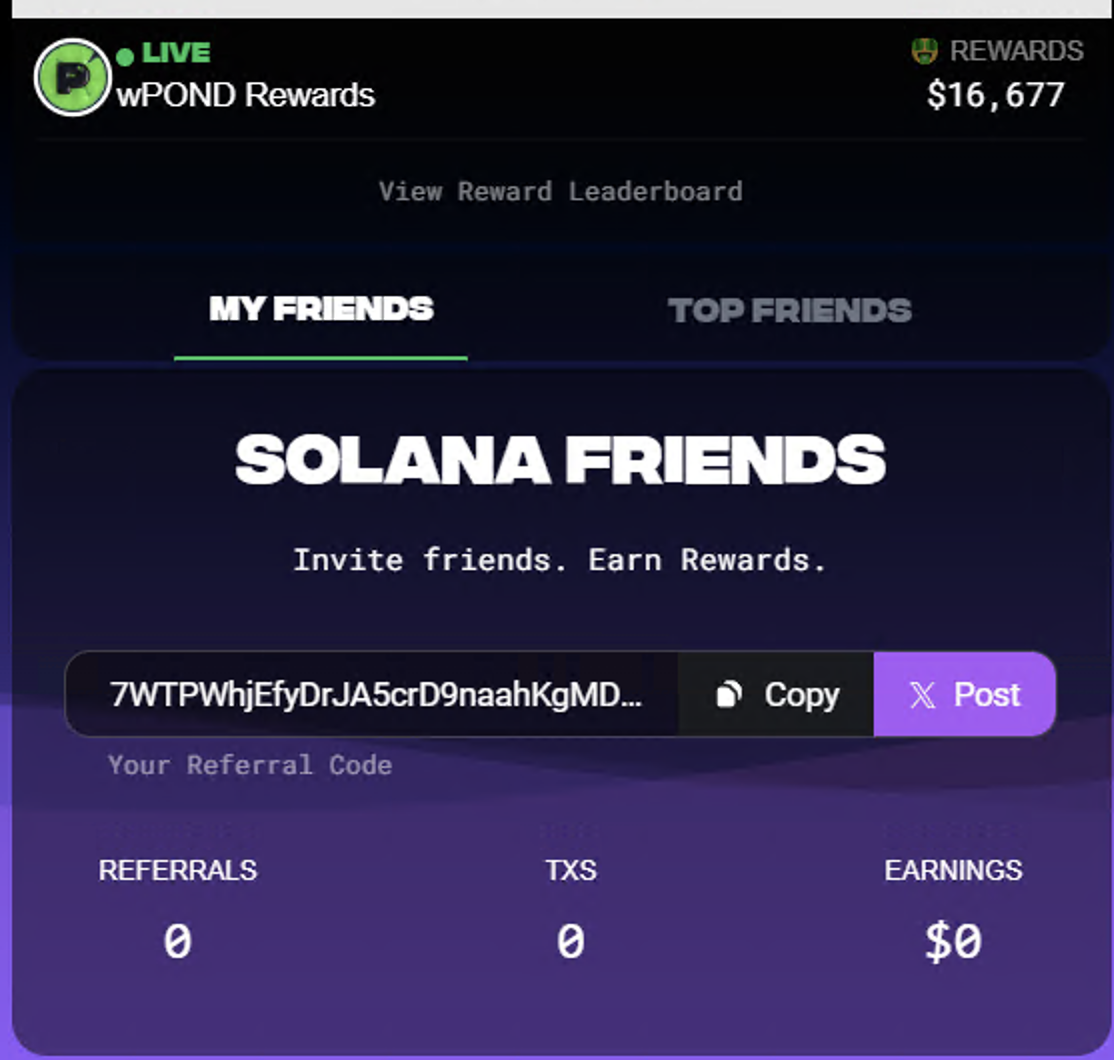 LIVE
wPOND Rewards
REWARDS
$16,677
View Reward Leaderboard
MY FRIENDS
TOP FRIENDS
SOLANA FRIENDS
Invite friends. Earn Rewards.
7WTPWhjEfyDrJA5crD9naahKgMD...
Copy
X Post
Your Referral Code
REFERRALS
TXS
EARNINGS
0
0
$0